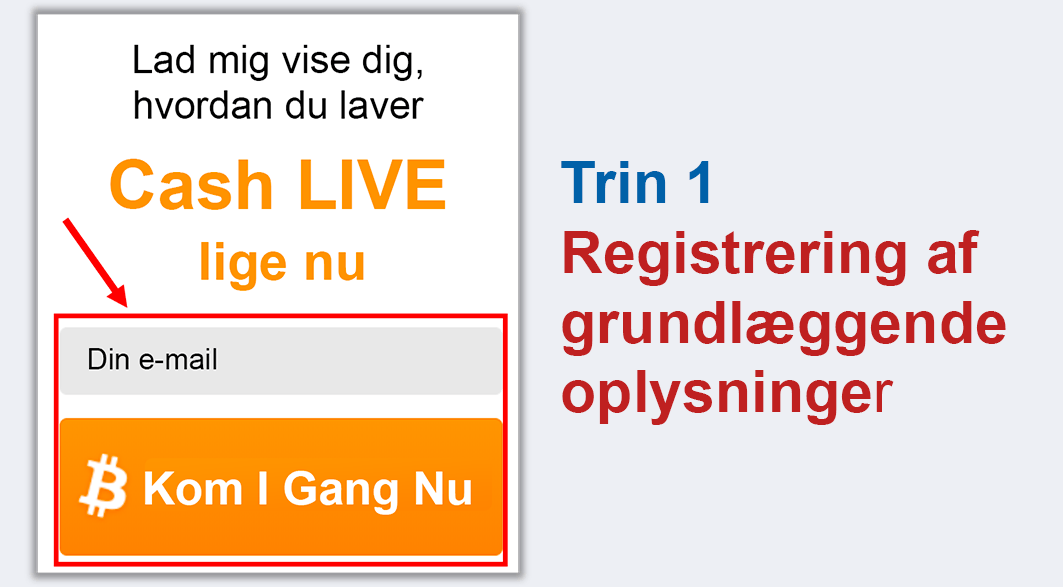 Lad mig vise dig,
hvordan du laver
Cash LIVE
lige nu
Din e-mail
Kom I Gang Nu
Trin 1
Registrering af
grundlæggende
oplysninger